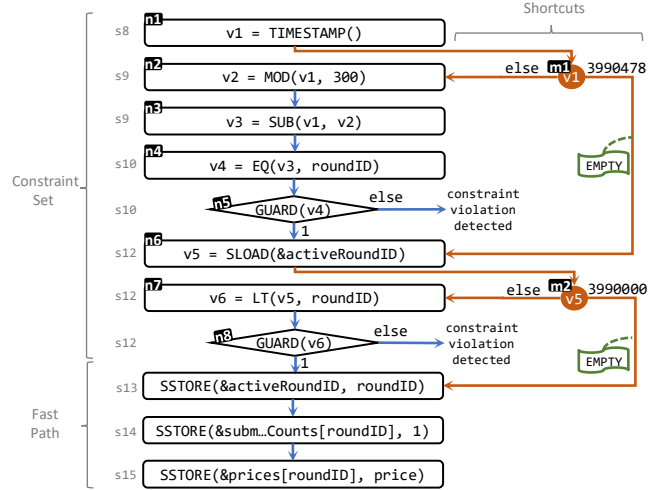 Shortcuts
n1
s8
v1 = TIMESTAMP()
n2
else
m1
3990478
v1
s9
v2 = MOD(v1, 300)
n3
s9
v3 = SUB(v1, v2)
n4
s10
v4 = EQ(v3, roundID)
EMPTY
Constraint
Set
n5
else
constraint
violation
detected
s10
GUARD(v4)
1
n6
s12
v5 = SLOAD(&activeRoundID)
n7
else
m2
3990000
v5
s12
v6 = LT(v5, roundID)
n8
else
constraint
violation
detected
s12
GUARD(v6)
1
EMPTY
s13
SSTORE(&activeRoundID, roundID)
Fast
Path
s14
SSTORE(&subm…Counts[roundID], 1)
s15
SSTORE(&prices[roundID], price)